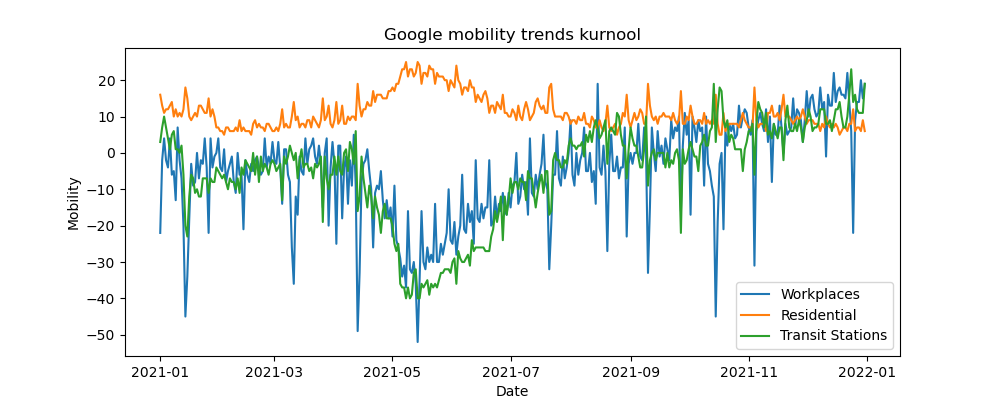 Google mobility trends kurnool
Mobility
20
10
0
−10
−20
−30
−40
−50
Workplaces
Residential
Transit Stations
2021-01 2021-03 2021-05 2021-07 2021-09 2021-11 2022-01
Date